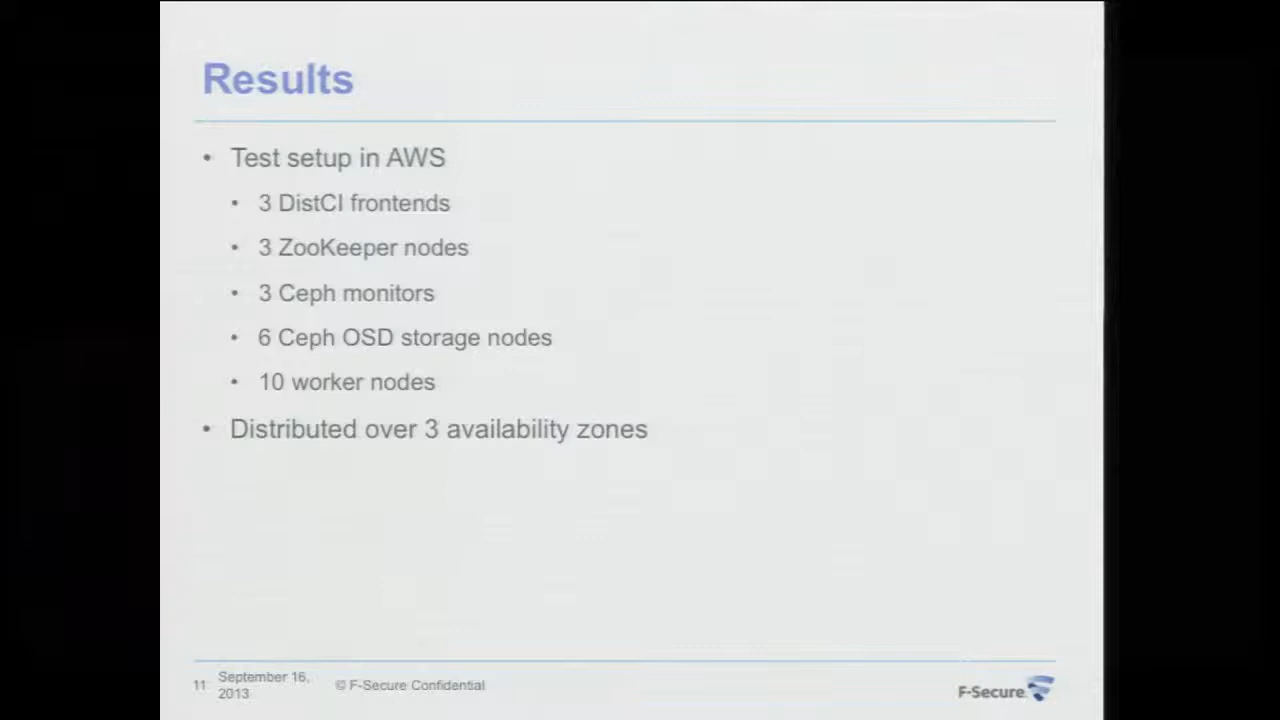 Results
• Test setup in AWS
• 3 DistCI frontends
• 3 ZooKeeper nodes
• 3 Ceph monitors
• 6 Ceph OSD storage nodes
• 10 worker nodes
• Distributed over 3 availability zones
11
September 16,
2013
© F-Secure Confidential
F-Secure